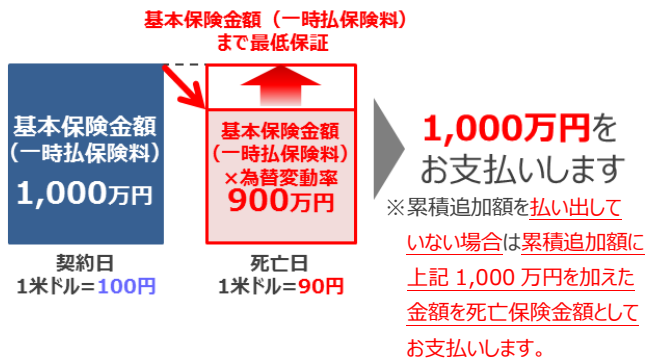 基本保険金額（一時払保険料）
まで最低保証
基本保険金額
（一時払保険料）
1,000万円
基本保険金額
（一時払保険料）
×為替変動率
900万円
契約日
1米ドル=100円
死亡日
1米ドル=90円
1,000万円を
お支払いします
※累積追加額を払い出して
いない場合は累積追加額に
上記 1,000 万円を加えた
金額を死亡保険金額として
お支払いします。